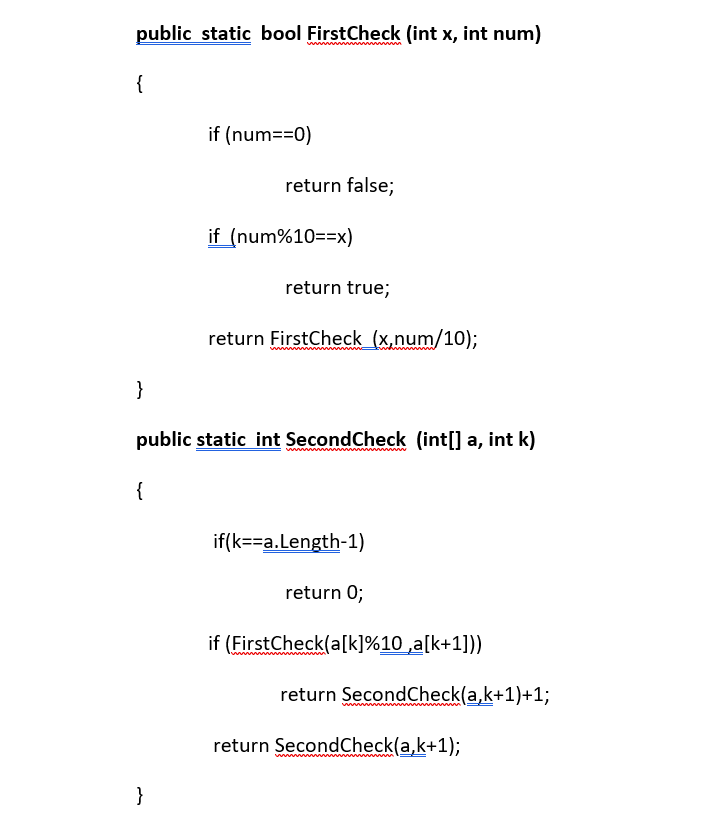 public static bool FirstCheck (int x, int num)
{
if (num==0)
return false;
if (num%10==x)
return true;
return FirstCheck (x,num/10);
}
public static int SecondCheck (int[] a, int k)
{
if(k==a.Length-1)
return 0;
if (FirstCheck(a[k]%10 ,a[k+1]))
return SecondCheck(a,k+1)+1;
return SecondCheck(a,k+1);
}